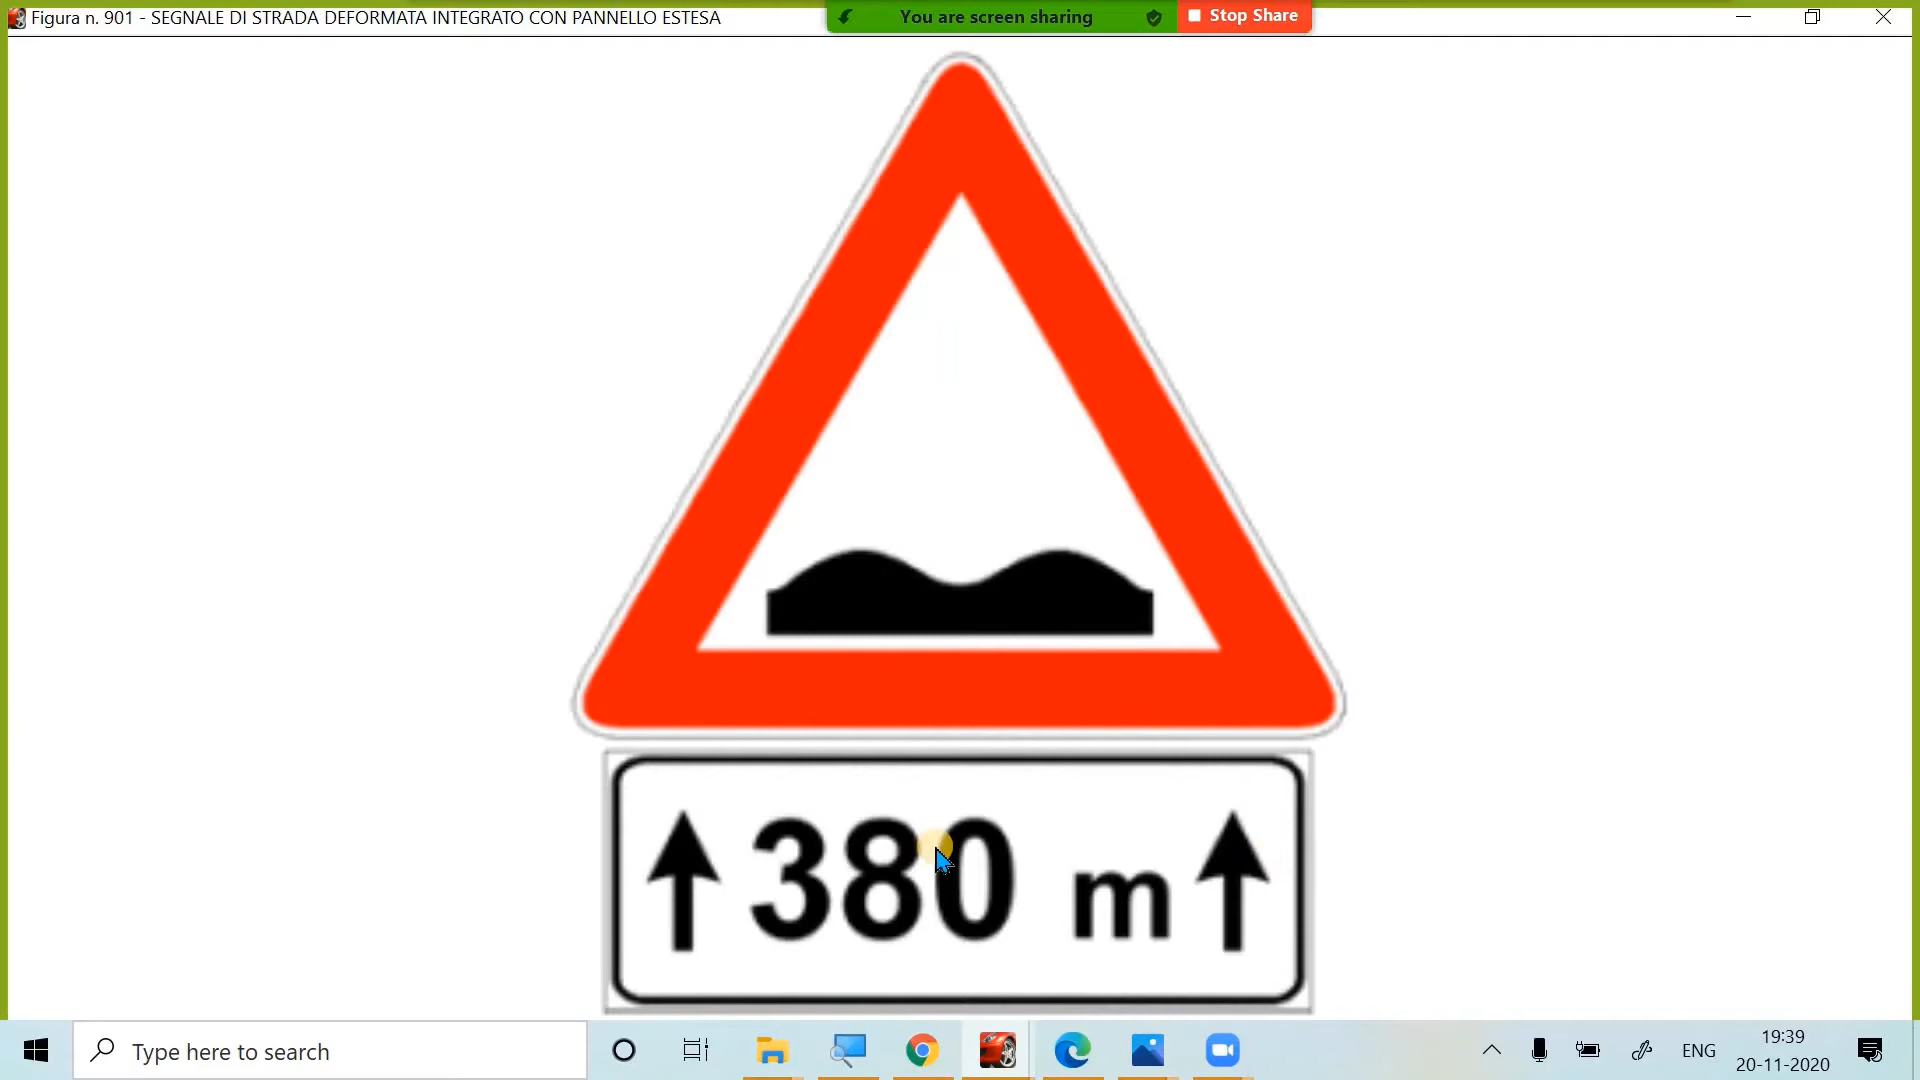 Figura n. 901 - SEGNALE DI STRADA DEFORMATA INTEGRATO CON PANNELLO ESTESA
You are screen sharing
Stop Share
380 m
Type here to search
ENG
19:39
20-11-2020